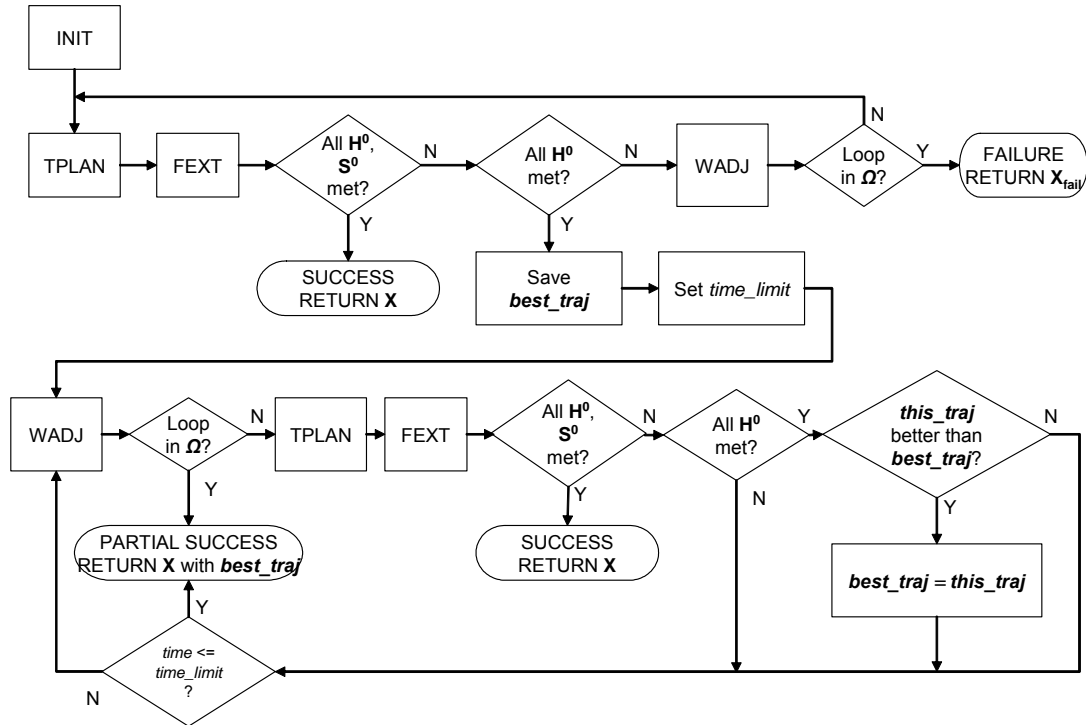 INIT
TPLAN
FEXT
All H⁰,
S⁰
met?
N
Y
SUCCESS
RETURN X
All H⁰
met?
N
Y
WADJ
Loop
in Ω?
N
Y
FAILURE
RETURN X_fail
Save
best_traj
Set time_limit
WADJ
Loop
in Ω?
N
Y
PARTIAL SUCCESS
RETURN X with best_traj
TPLAN
FEXT
All H⁰,
S⁰
met?
N
Y
SUCCESS
RETURN X
All H⁰
met?
Y
N
this_traj
better than
best_traj?
N
Y
best_traj = this_traj
Y
time <=
time_limit
?
N